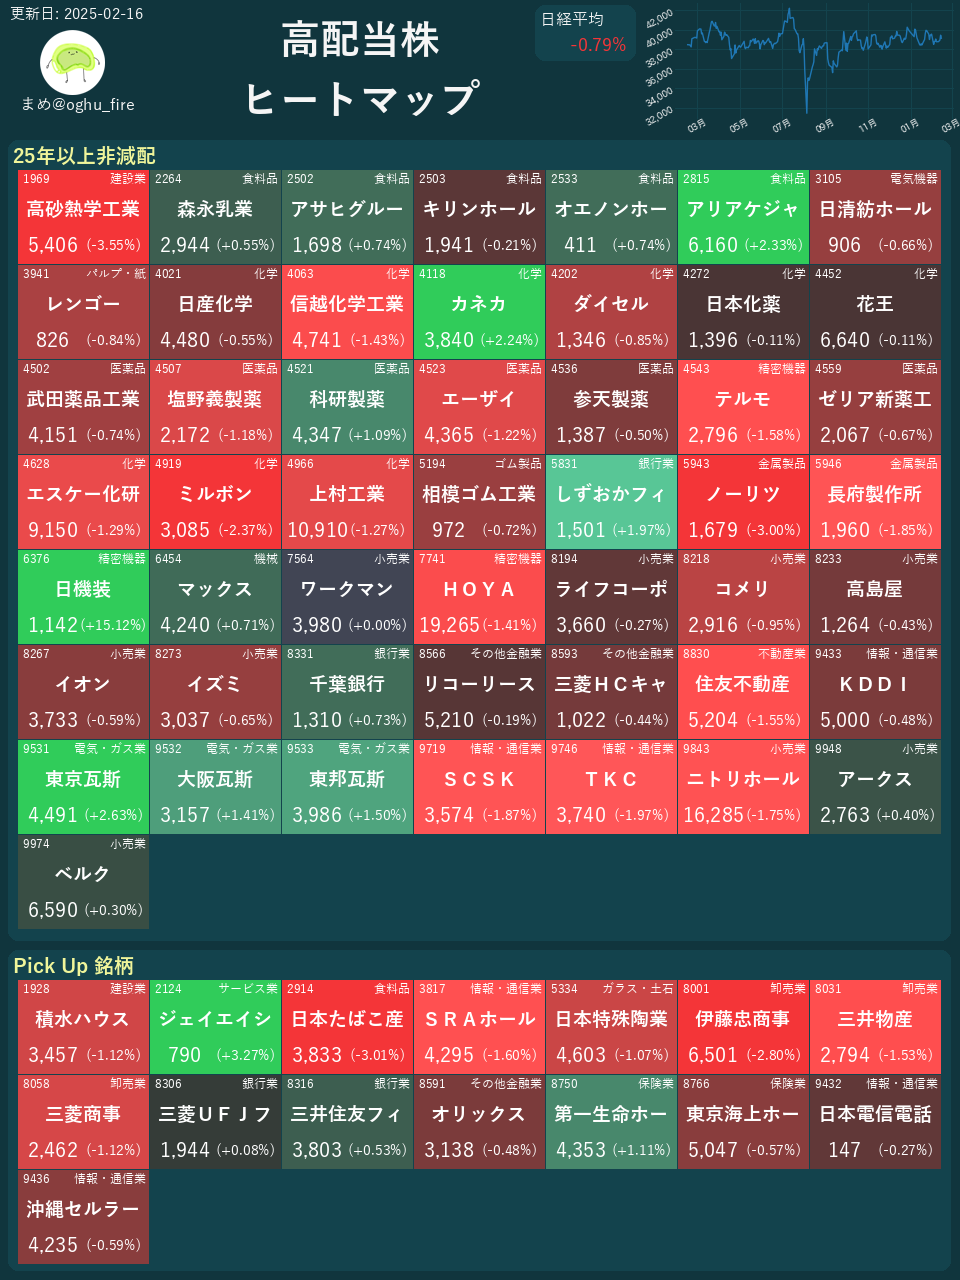 更新日: 2025-02-16
まめ@oghu_fire
高配当株
ヒートマップ
日経平均
-0.79%
42,000
40,000
38,000
36,000
34,000
32,000
03月 05月 07月 09月 11月 01月 03月
25年以上非減配
1969 建設業 2264 食料品 2502 食料品 2503 食料品 2533 食料品 2815 食料品 3105 電気機器
高砂熱学工業 森永乳業 アサヒグルー キリンホール オエノンホー アリアケジャ 日清紡ホール
5,406 (-3.55%) 2,944 (+0.55%) 1,698 (+0.74%) 1,941 (-0.21%) 411 (+0.74%) 6,160 (+2.33%) 906 (-0.66%)
3941 パルプ・紙 4021 化学 4063 化学 4118 化学 4202 化学 4272 化学 4452 化学
レンゴー 日産化学 信越化学工業 カネカ ダイセル 日本化薬 花王
826 (-0.84%) 4,480 (-0.55%) 4,741 (-1.43%) 3,840 (+2.24%) 1,346 (-0.85%) 1,396 (-0.11%) 6,640 (-0.11%)
4502 医薬品 4507 医薬品 4521 医薬品 4523 医薬品 4536 医薬品 4543 精密機器 4559 医薬品
武田薬品工業 塩野義製薬 科研製薬 エーザイ 参天製薬 テルモ ゼリア新薬工
4,151 (-0.74%) 2,172 (-1.18%) 4,347 (+1.09%) 4,365 (-1.22%) 1,387 (-0.50%) 2,796 (-1.58%) 2,067 (-0.67%)
4628 化学 4919 化学 4966 化学 5194 ゴム製品 5831 銀行業 5943 金属製品 5946 金属製品
エスケー化研 ミルボン 上村工業 相模ゴム工業 しずおかフィ ノーリツ 長府製作所
9,150 (-1.29%) 3,085 (-2.37%) 10,910 (-1.27%) 972 (-0.72%) 1,501 (+1.97%) 1,679 (-3.00%) 1,960 (-1.85%)
6376 精密機器 6454 機械 7564 小売業 7741 精密機器 8194 小売業 8218 小売業 8233 小売業
日機装 マックス ワークマン ＨＯＹＡ ライフコーポ コメリ 高島屋
1,142 (+15.12%) 4,240 (+0.71%) 3,980 (+0.00%) 19,265 (-1.41%) 3,660 (-0.27%) 2,916 (-0.95%) 1,264 (-0.43%)
8267 小売業 8273 小売業 8331 銀行業 8566 その他金融業 8593 その他金融業 8830 不動産業 9433 情報・通信業
イオン イズミ 千葉銀行 リコーリース 三菱ＨＣキャ 住友不動産 ＫＤＤＩ
3,733 (-0.59%) 3,037 (-0.65%) 1,310 (+0.73%) 5,210 (-0.19%) 1,022 (-0.44%) 5,204 (-1.55%) 5,000 (-0.48%)
9531 電気・ガス業 9532 電気・ガス業 9533 電気・ガス業 9719 情報・通信業 9746 情報・通信業 9843 小売業 9948 小売業
東京瓦斯 大阪瓦斯 東邦瓦斯 ＳＣＳＫ ＴＫＣ ニトリホール アークス
4,491 (+2.63%) 3,157 (+1.41%) 3,986 (+1.50%) 3,574 (-1.87%) 3,740 (-1.97%) 16,285 (-1.75%) 2,763 (+0.40%)
9974 小売業
ベルク
6,590 (+0.30%)
Pick Up 銘柄
1928 建設業 2124 サービス業 2914 食料品 3817 情報・通信業 5334 ガラス・土石 8001 卸売業 8031 卸売業
積水ハウス ジェイエイシ 日本たばこ産 ＳＲＡホール 日本特殊陶業 伊藤忠商事 三井物産
3,457 (-1.12%) 790 (+3.27%) 3,833 (-3.01%) 4,295 (-1.60%) 4,603 (-1.07%) 6,501 (-2.80%) 2,794 (-1.53%)
8058 卸売業 8306 銀行業 8316 銀行業 8591 その他金融業 8750 保険業 8766 保険業 9432 情報・通信業
三菱商事 三菱ＵＦＪフ 三井住友フィ オリックス 第一生命ホー 東京海上ホー 日本電信電話
2,462 (-1.12%) 1,944 (+0.08%) 3,803 (+0.53%) 3,138 (-0.48%) 4,353 (+1.11%) 5,047 (-0.57%) 147 (-0.27%)
9436 情報・通信業
沖縄セルラー
4,235 (-0.59%)